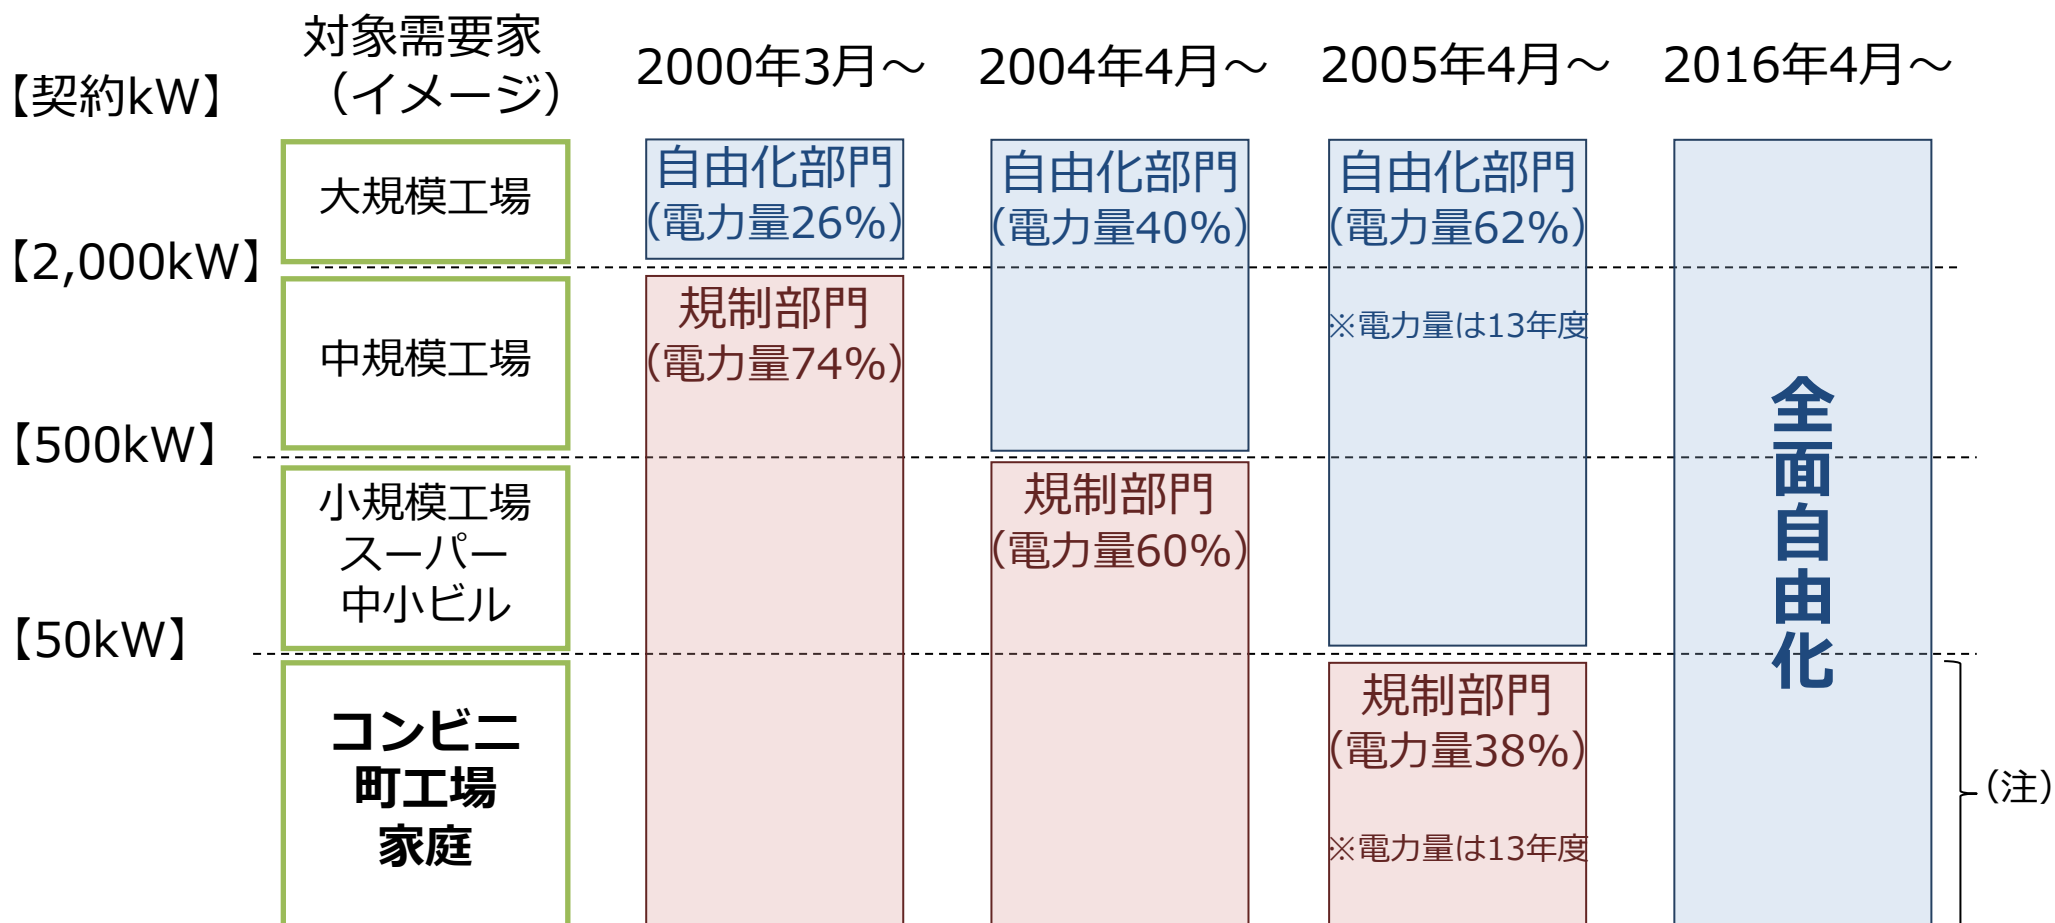 対象需要家
（イメージ）
【契約kW】
2000年3月～
2004年4月～
2005年4月～
2016年4月～
大規模工場
自由化部門
(電力量26%)
自由化部門
(電力量40%)
自由化部門
(電力量62%)
【2,000kW】
中規模工場
規制部門
(電力量74%)
※電力量は13年度
全面自由化
【500kW】
小規模工場
スーパー
中小ビル
規制部門
(電力量60%)
【50kW】
コンビニ
町工場
家庭
規制部門
(電力量38%)
※電力量は13年度
（注）